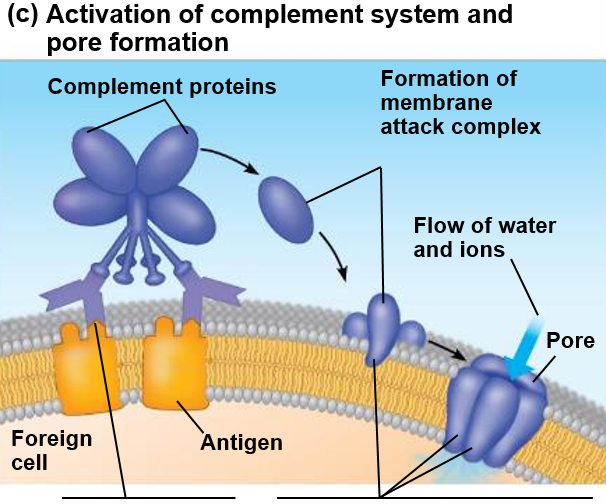 (c) Activation of complement system and
pore formation
Complement proteins
Formation of
membrane
attack complex
Flow of water
and ions
Pore
Foreign
cell
Antigen